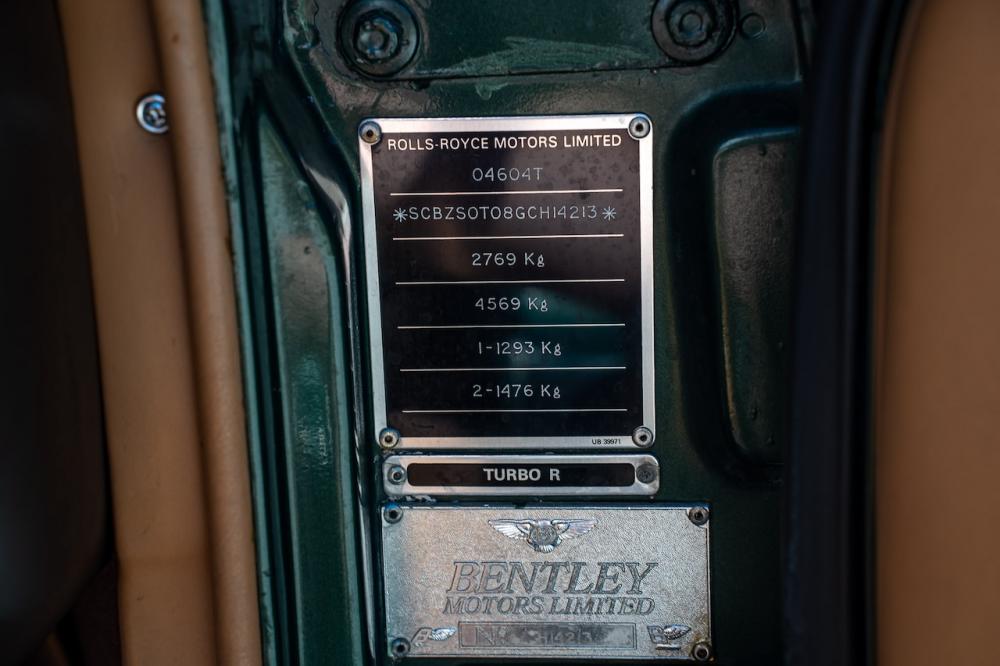 ROLLS-ROYCE MOTORS LIMITED
04604T
*SCBZS0T08GCH14213*
2769 Kg
4569 Kg
1-1293 Kg
2-1476 Kg
UB 39971
TURBO R
BENTLEY
MOTORS LIMITED